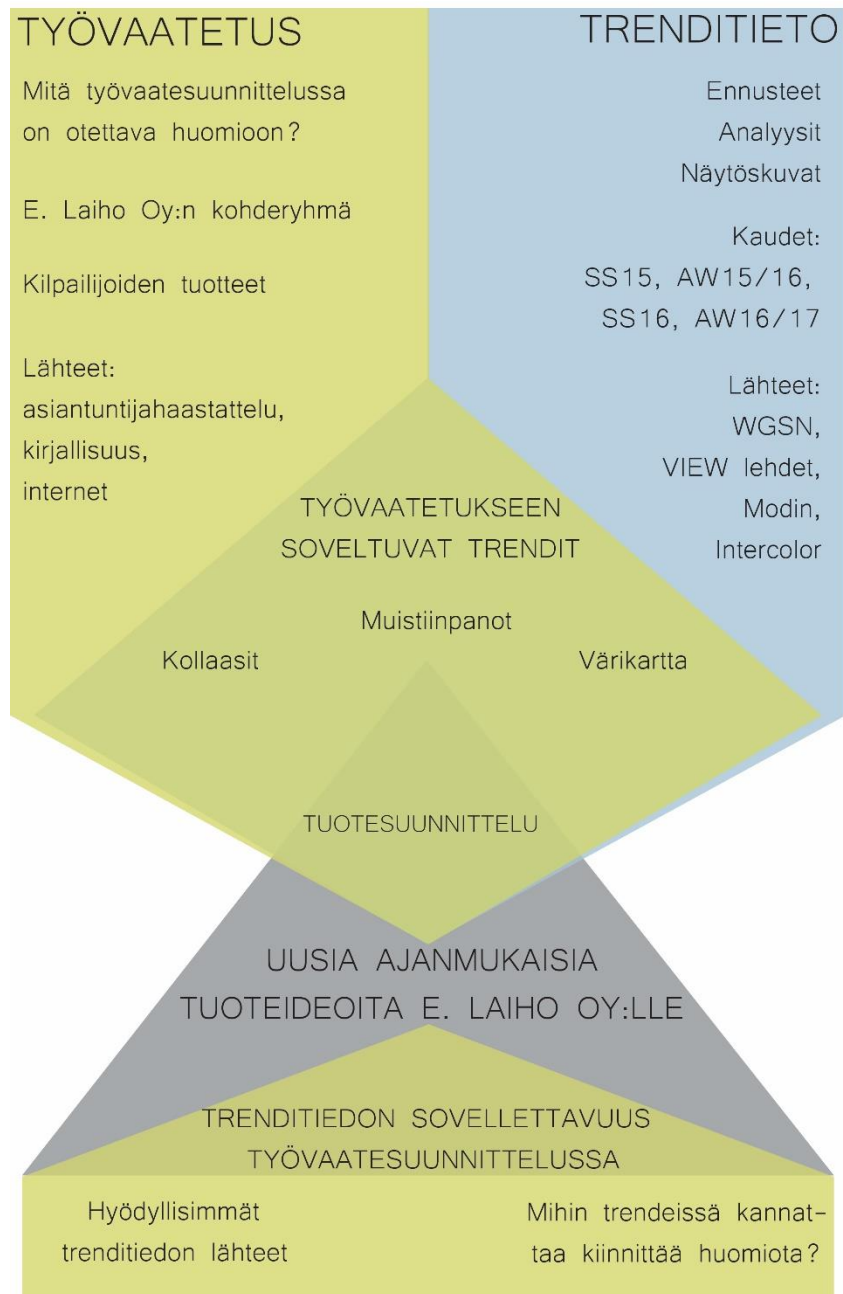 TYÖVAATETUS
Mitä työvaatesuunnittelussa
on otettava huomioon?
E. Laiho Oy:n kohderyhmä
Kilpailijoiden tuotteet
Lähteet:
asiantuntijahaastattelu,
kirjallisuus,
internet
TRENDITIETO
Ennusteet
Analyysit
Näytöskuvat
Kaudet:
SS15, AW15/16,
SS16, AW16/17
Lähteet:
WGSN,
VIEW lehdet,
Modin,
Intercolor
TYÖVAATETUKSEEN
SOVELTUVAT TRENDIT
Muistiinpanot
Kollaasit
Värikartta
TUOTESUUNNITTELU
UUSIA AJANMUKAISIA
TUOTEIDEOITA E. LAIHO OY:LLE
TRENDITIEDON SOVELLETTAVUUS
TYÖVAATESUUNNITTELUSSA
Hyödyllisimmät
trenditiedon lähteet
Mihin trendeissä kannat-
taa kiinnittää huomiota?